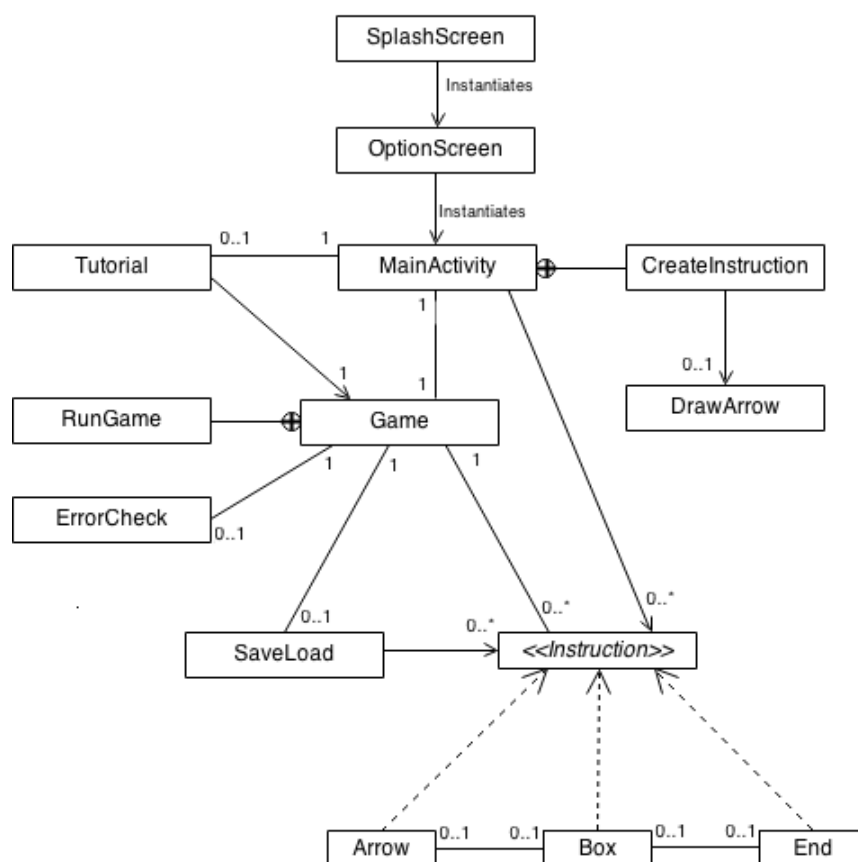 SplashScreen
Instantiates
OptionScreen
Instantiates
0..1
1
Tutorial
MainActivity
CreateInstruction
1
0..1
1
1
RunGame
Game
DrawArrow
1
1
1
ErrorCheck
0..1
0..1
0..*
0..*
0..*
SaveLoad
<<Instruction>>
0..1
0..1
0..1
0..1
Arrow
Box
End